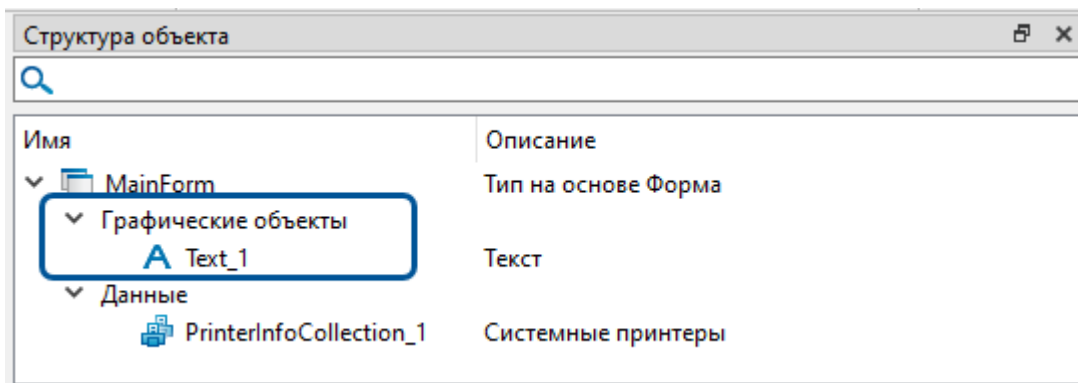 Структура объекта
Имя Описание
MainForm Тип на основе Форма
Графические объекты
Text_1 Текст
Данные
PrinterInfoCollection_1 Системные принтеры